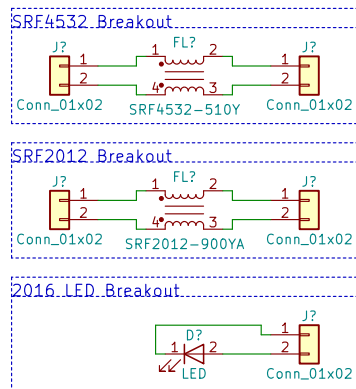 SRF4532 Breakout
J? FL? J?
1 1 2 1
2 4 3 2
Conn_01x02 SRF4532-510Y Conn_01x02
SRF2012 Breakout
J? FL? J?
1 1 2 1
2 4 3 2
Conn_01x02 SRF2012-900YA Conn_01x02
2016 LED Breakout
J?
D? 1
1 2 2
LED Conn_01x02